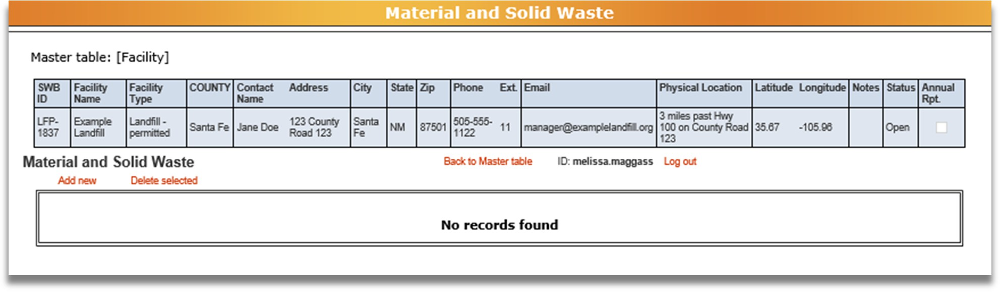 Material and Solid Waste
Master table: [Facility]
SWB ID Facility Name Facility Type COUNTY Contact Name Address City State Zip Phone Ext. Email Physical Location Latitude Longitude Notes Status Annual Rpt.
LFP-1837 Example Landfill Landfill - permitted Santa Fe Jane Doe 123 County Road 123 Santa Fe NM 87501 505-555-1122 11 manager@examplelandfill.org 3 miles past Hwy 100 on County Road 123 35.67 -105.96 Open
Material and Solid Waste Back to Master table ID: melissa.maggass Log out
Add new Delete selected
No records found